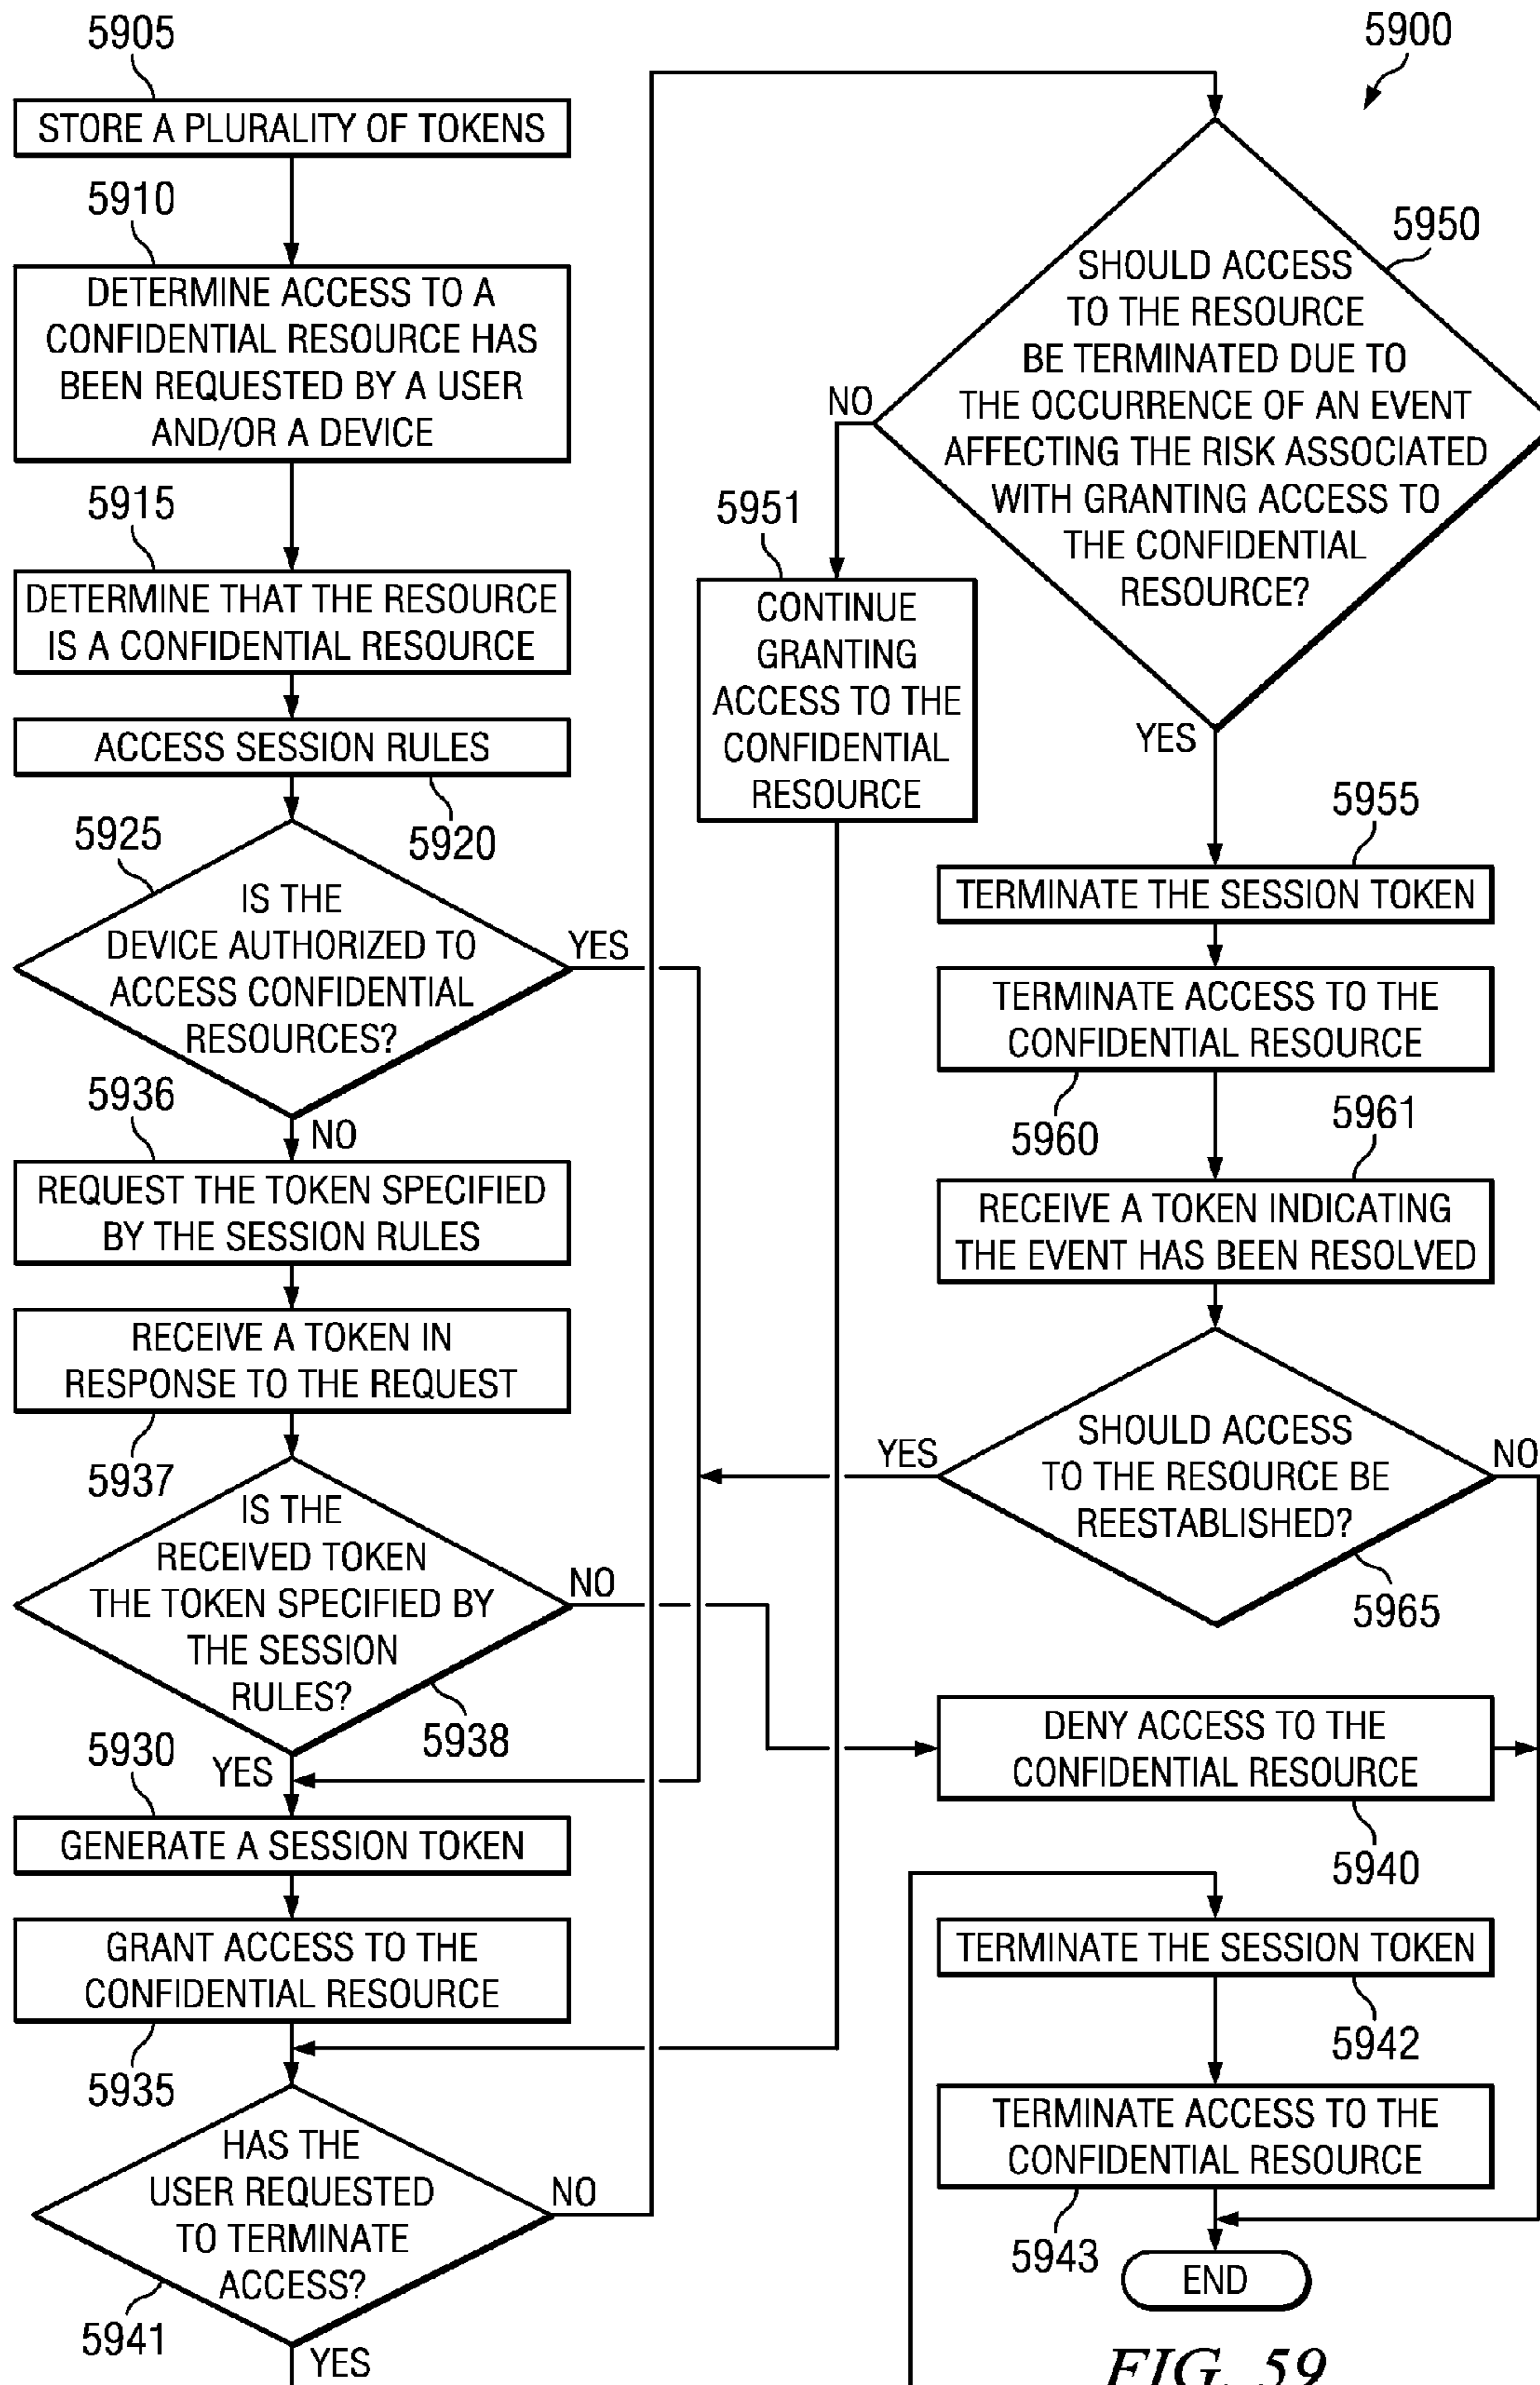 5905
STORE A PLURALITY OF TOKENS
5910
DETERMINE ACCESS TO A
CONFIDENTIAL RESOURCE HAS
BEEN REQUESTED BY A USER
AND/OR A DEVICE
5915
DETERMINE THAT THE RESOURCE
IS A CONFIDENTIAL RESOURCE
ACCESS SESSION RULES
5920
5925
IS THE
DEVICE AUTHORIZED TO
ACCESS CONFIDENTIAL
RESOURCES?
YES
NO
5936
REQUEST THE TOKEN SPECIFIED
BY THE SESSION RULES
RECEIVE A TOKEN IN
RESPONSE TO THE REQUEST
5937
IS THE
RECEIVED TOKEN
THE TOKEN SPECIFIED BY
THE SESSION
RULES?
NO
5938
YES
5930
GENERATE A SESSION TOKEN
GRANT ACCESS TO THE
CONFIDENTIAL RESOURCE
5935
HAS THE
USER REQUESTED
TO TERMINATE
ACCESS?
NO
5941
YES
5900
5950
SHOULD ACCESS
TO THE RESOURCE
BE TERMINATED DUE TO
THE OCCURRENCE OF AN EVENT
AFFECTING THE RISK ASSOCIATED
WITH GRANTING ACCESS TO
THE CONFIDENTIAL
RESOURCE?
NO
5951
CONTINUE
GRANTING
ACCESS TO THE
CONFIDENTIAL
RESOURCE
YES
5955
TERMINATE THE SESSION TOKEN
TERMINATE ACCESS TO THE
CONFIDENTIAL RESOURCE
5960
5961
RECEIVE A TOKEN INDICATING
THE EVENT HAS BEEN RESOLVED
SHOULD ACCESS
TO THE RESOURCE BE
REESTABLISHED?
YES
NO
5965
DENY ACCESS TO THE
CONFIDENTIAL RESOURCE
5940
TERMINATE THE SESSION TOKEN
5942
TERMINATE ACCESS TO THE
CONFIDENTIAL RESOURCE
5943
END
FIG. 59